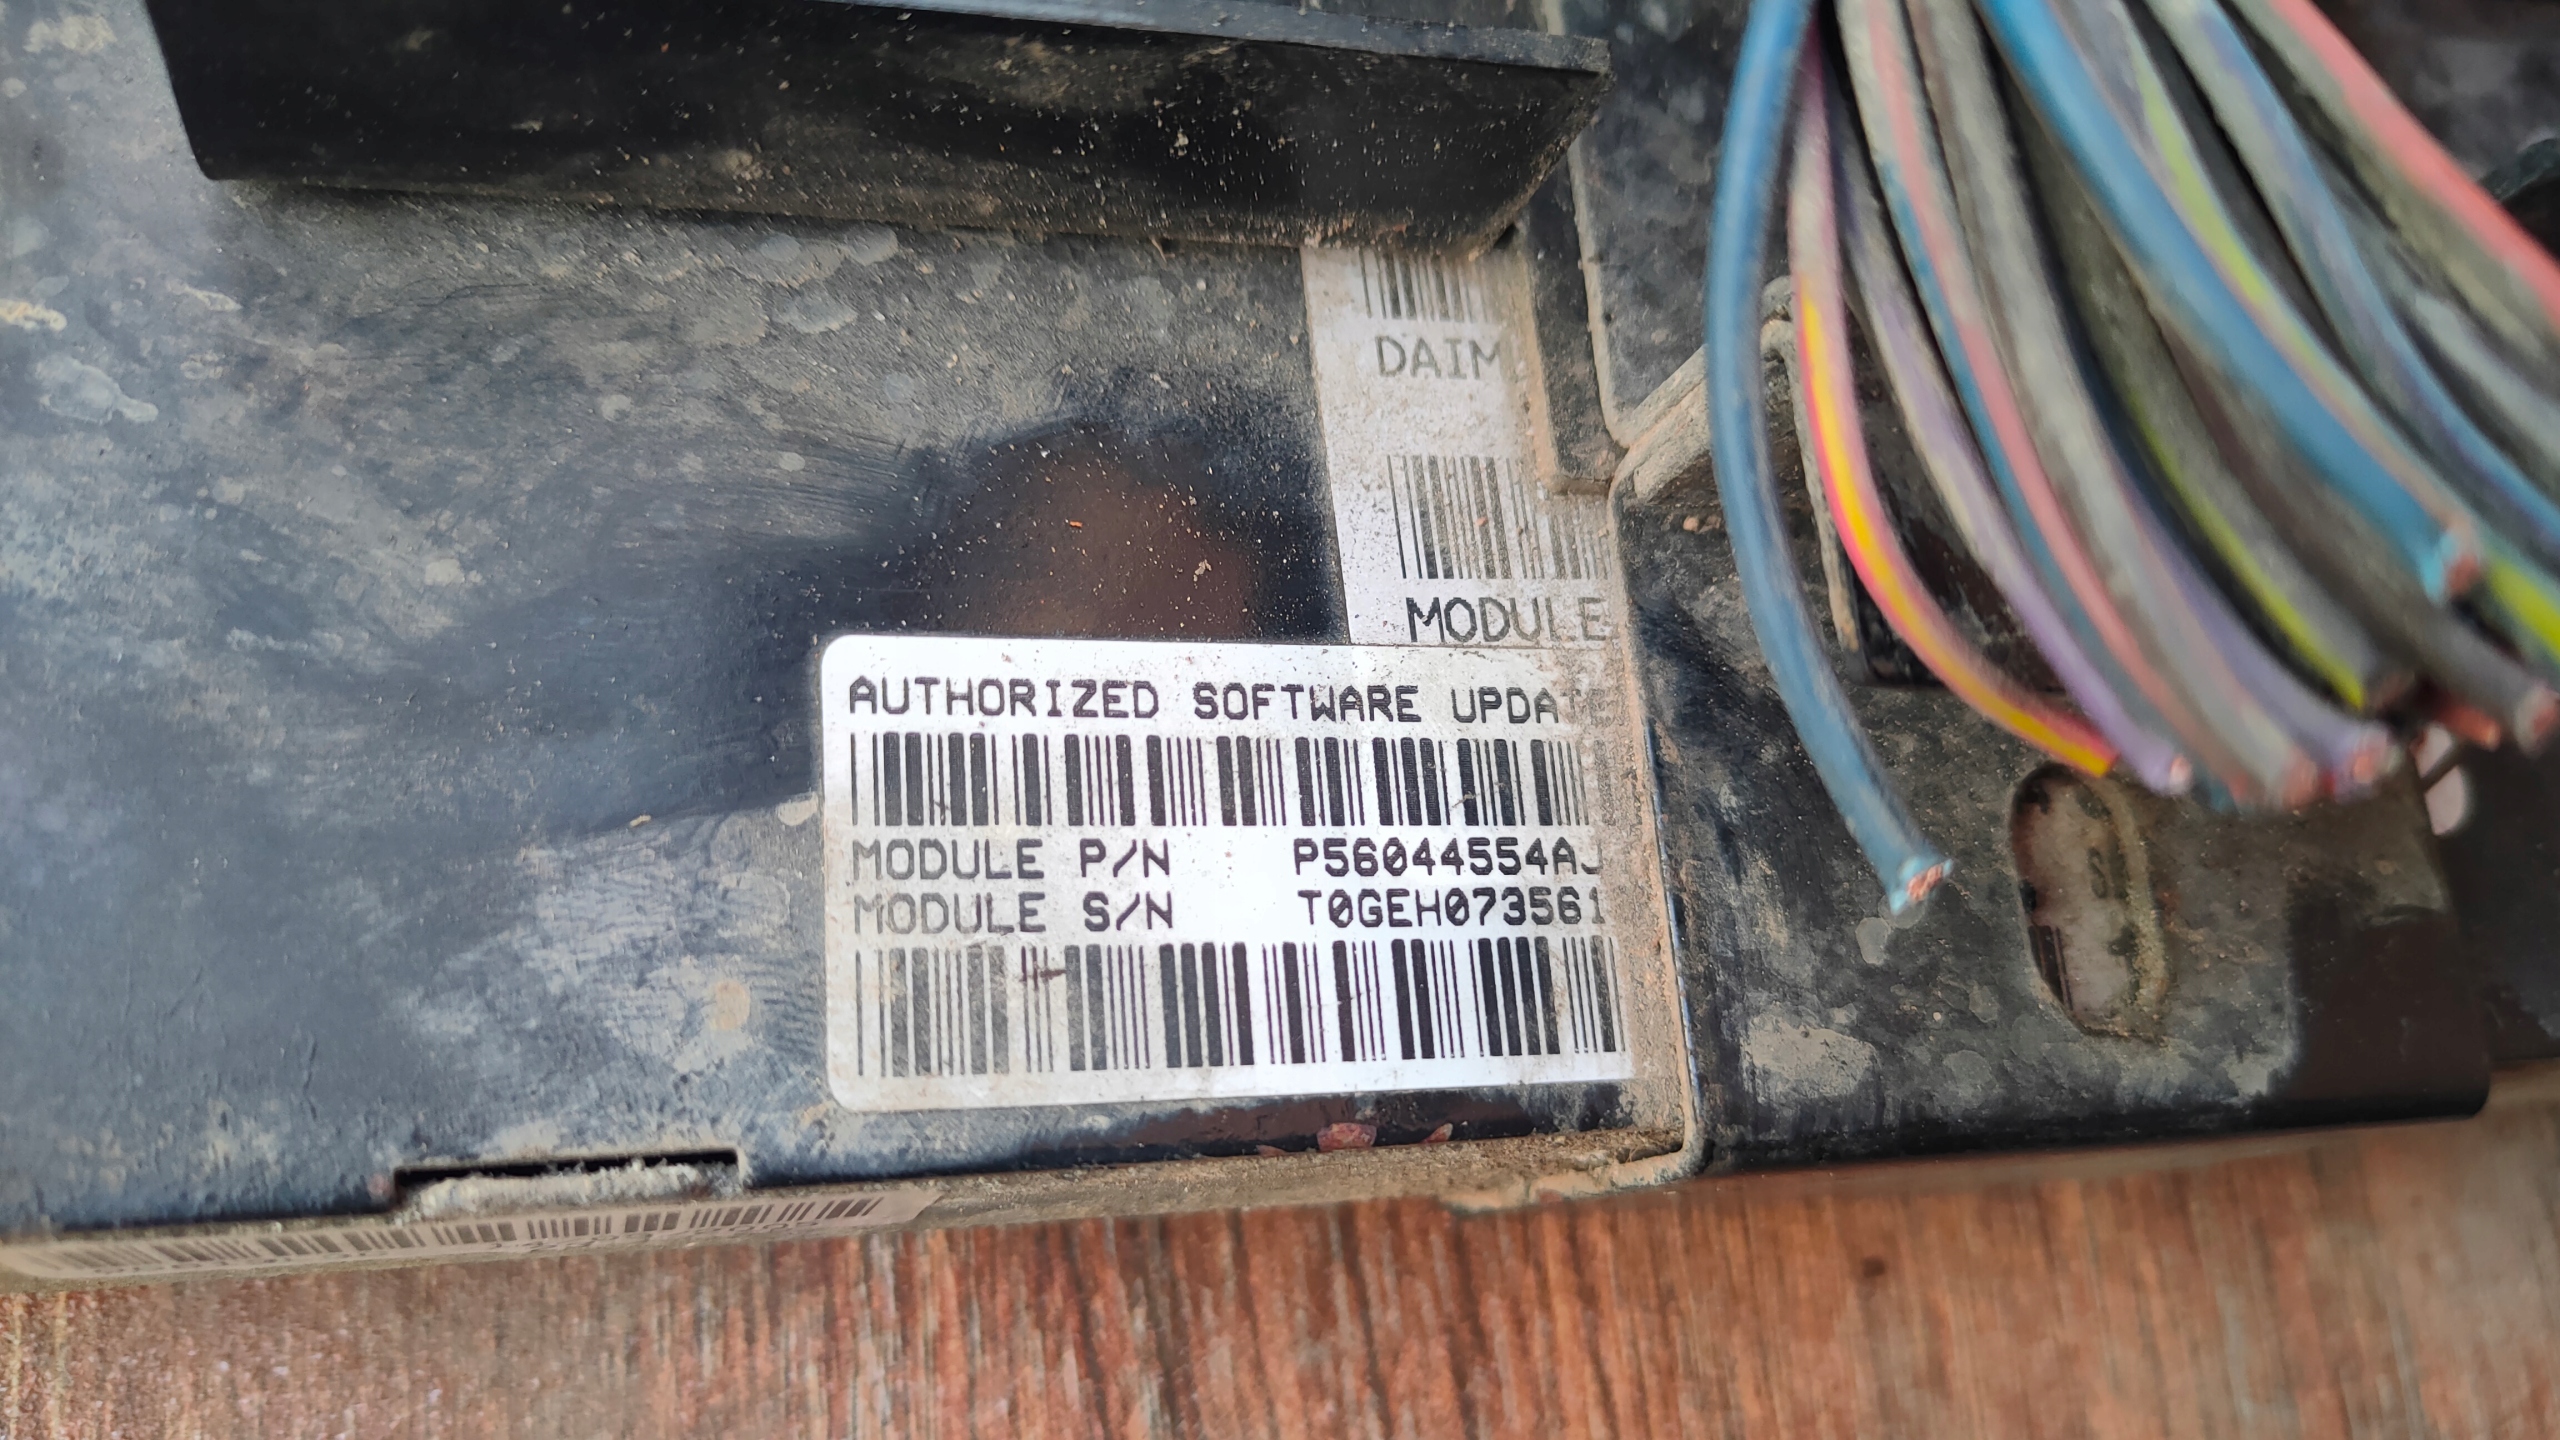 DAIM
MODULE
AUTHORIZED SOFTWARE UPDATE
MODULE P/N P56044554AJ
MODULE S/N T0GEH073561